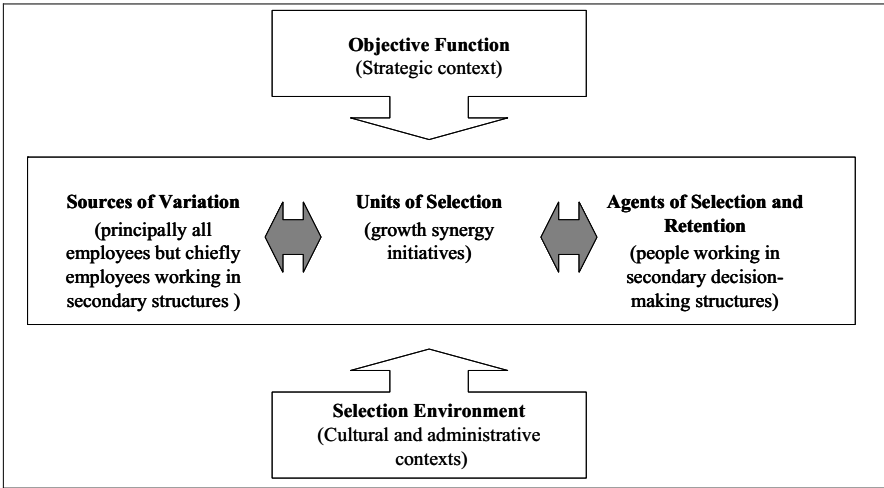 Objective Function
(Strategic context)
Sources of Variation
(principally all
employees but chiefly
employees working in
secondary structures )
Units of Selection
(growth synergy
initiatives)
Agents of Selection and
Retention
(people working in
secondary decision-
making structures)
Selection Environment
(Cultural and administrative
contexts)